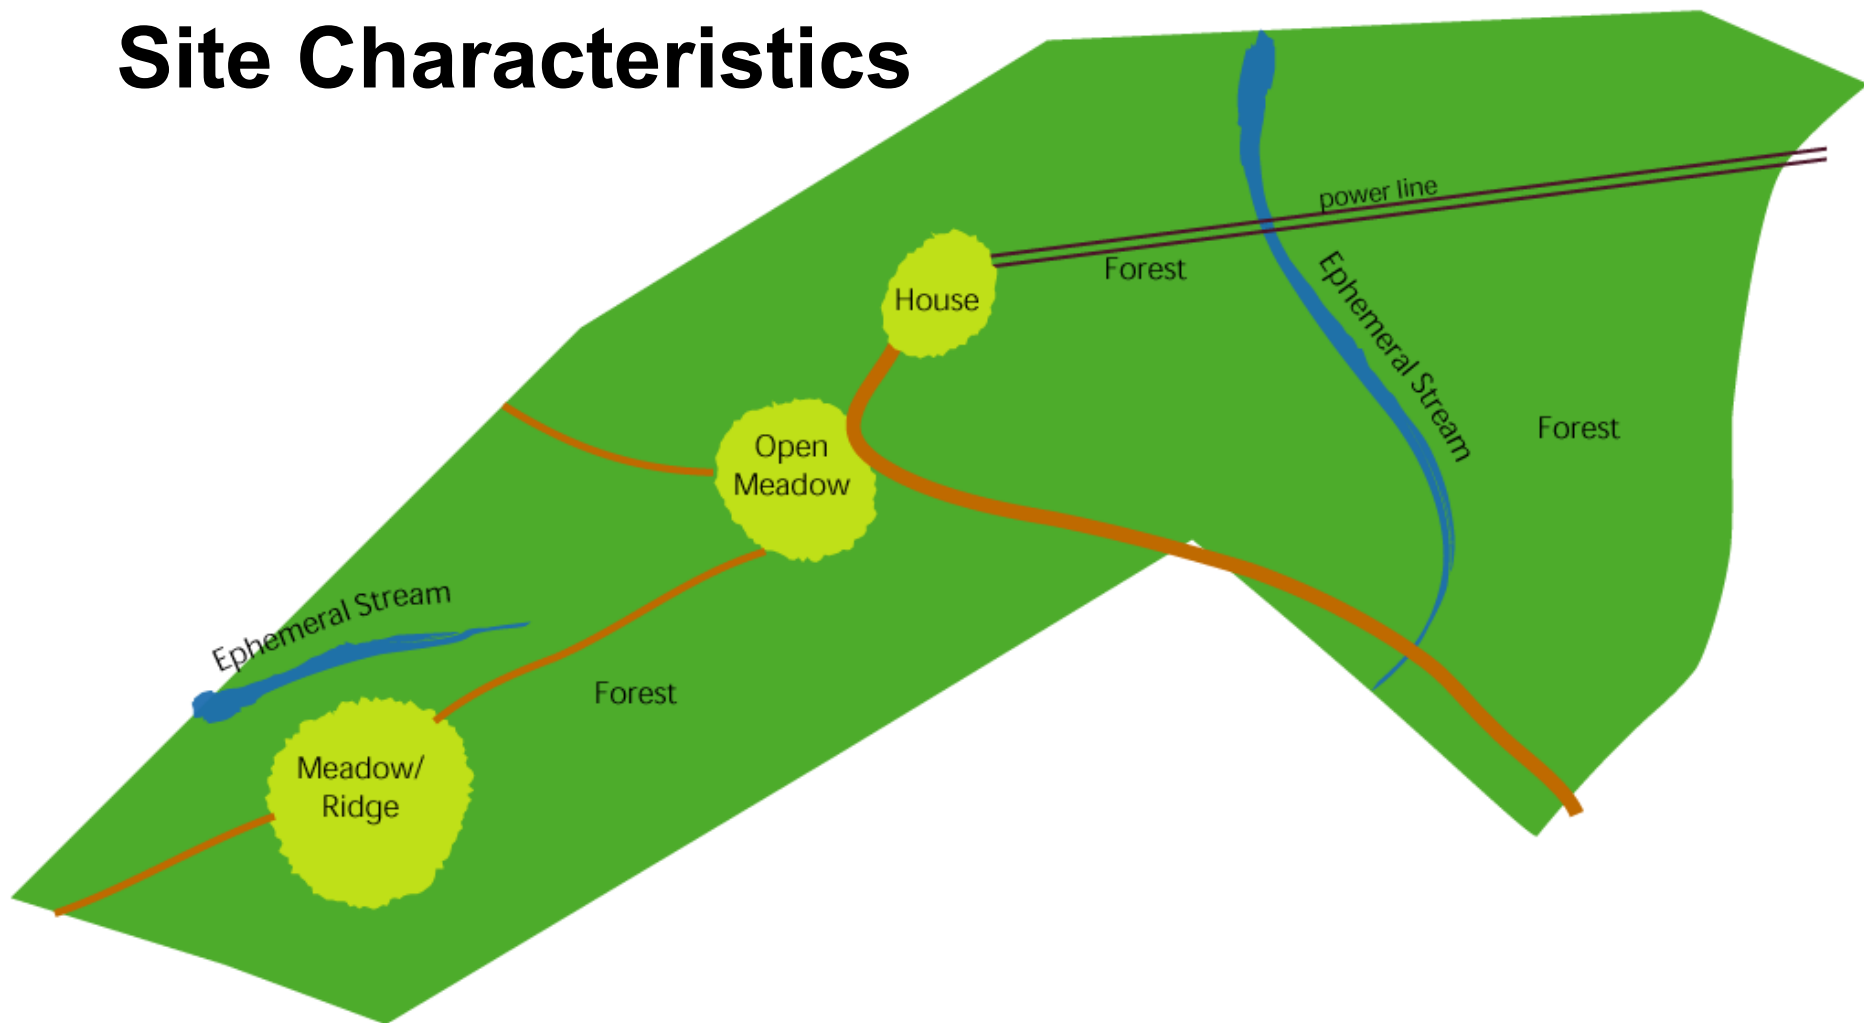 Site Characteristics
power line
Forest
House
Ephemeral Stream
Forest
Open
Meadow
Ephemeral Stream
Forest
Meadow/
Ridge